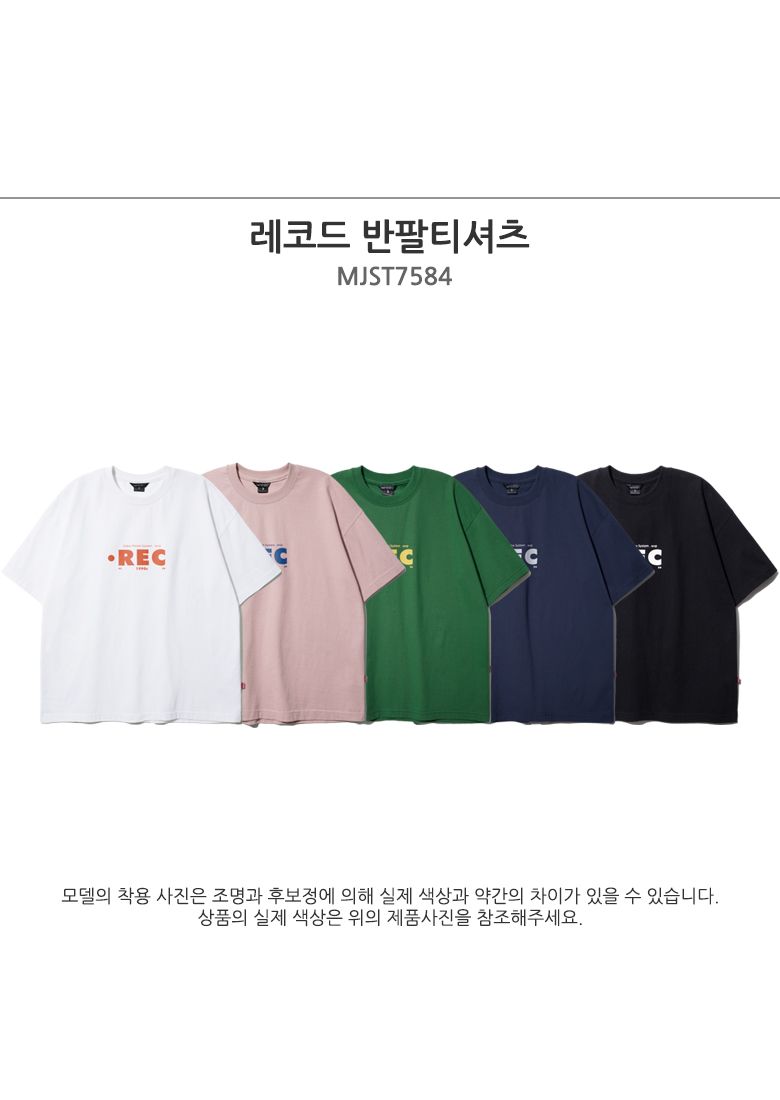 레코드 반팔티셔츠
MJST7584
•REC
1990s
EC
EC
EC
EC
모델의 착용 사진은 조명과 후보정에 의해 실제 색상과 약간의 차이가 있을 수 있습니다.
상품의 실제 색상은 위의 제품사진을 참조해주세요.